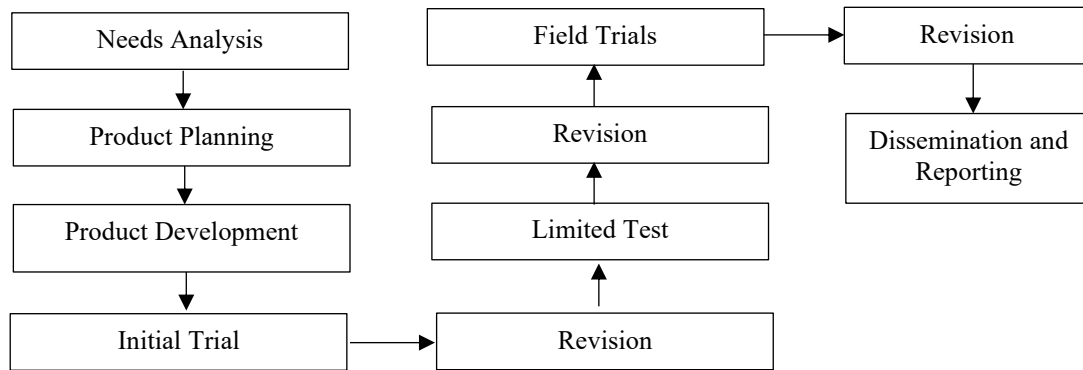 Needs Analysis
Product Planning
Product Development
Initial Trial
Revision
Limited Test
Revision
Field Trials
Revision
Dissemination and
Reporting